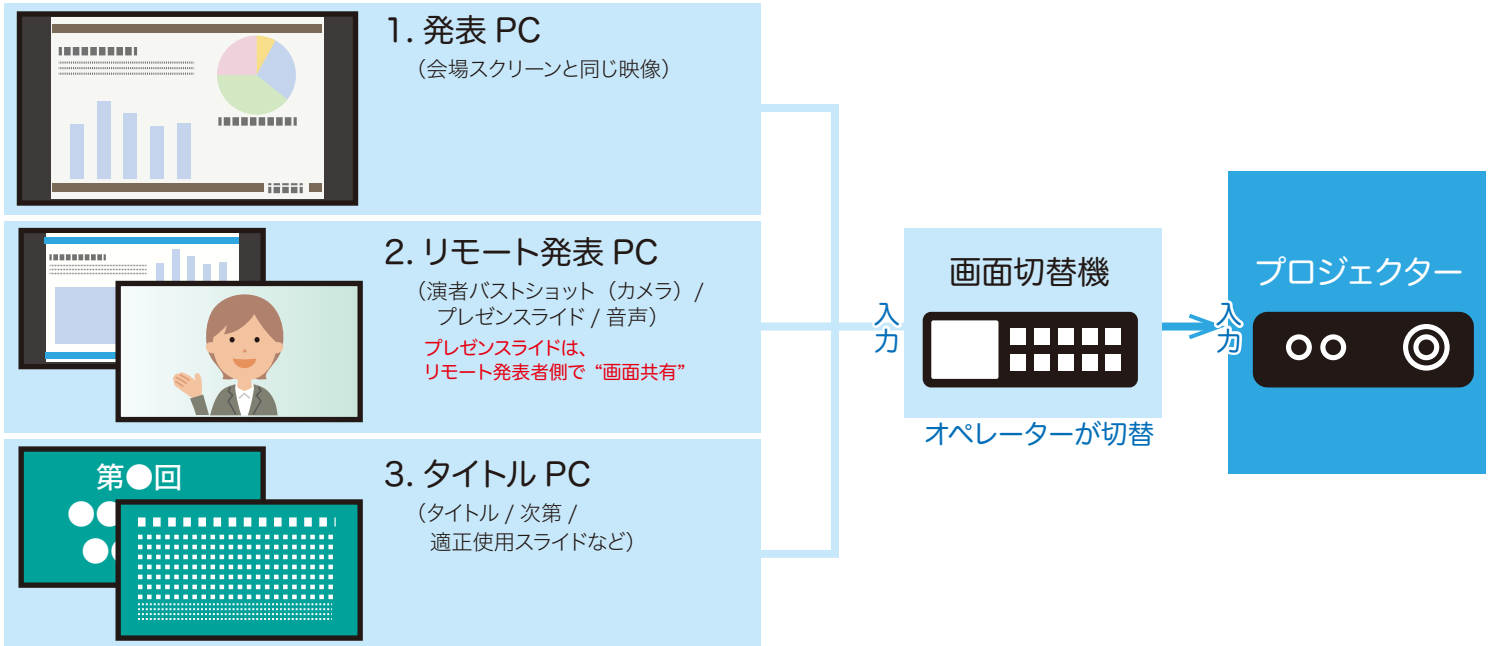 1. 発表 PC
（会場スクリーンと同じ映像）
2. リモート発表 PC
（演者バストショット（カメラ）/
プレゼンスライド / 音声）
プレゼンスライドは、
リモート発表者側で “画面共有”
第●回
3. タイトル PC
（タイトル / 次第 /
適正使用スライドなど）
入力
画面切替機
オペレーターが切替
入力
プロジェクター